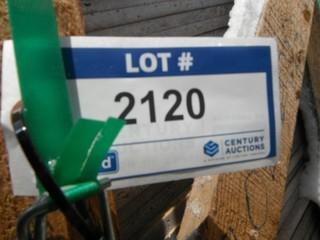 LOT #
2120
d
CENTURY
AUCTIONS